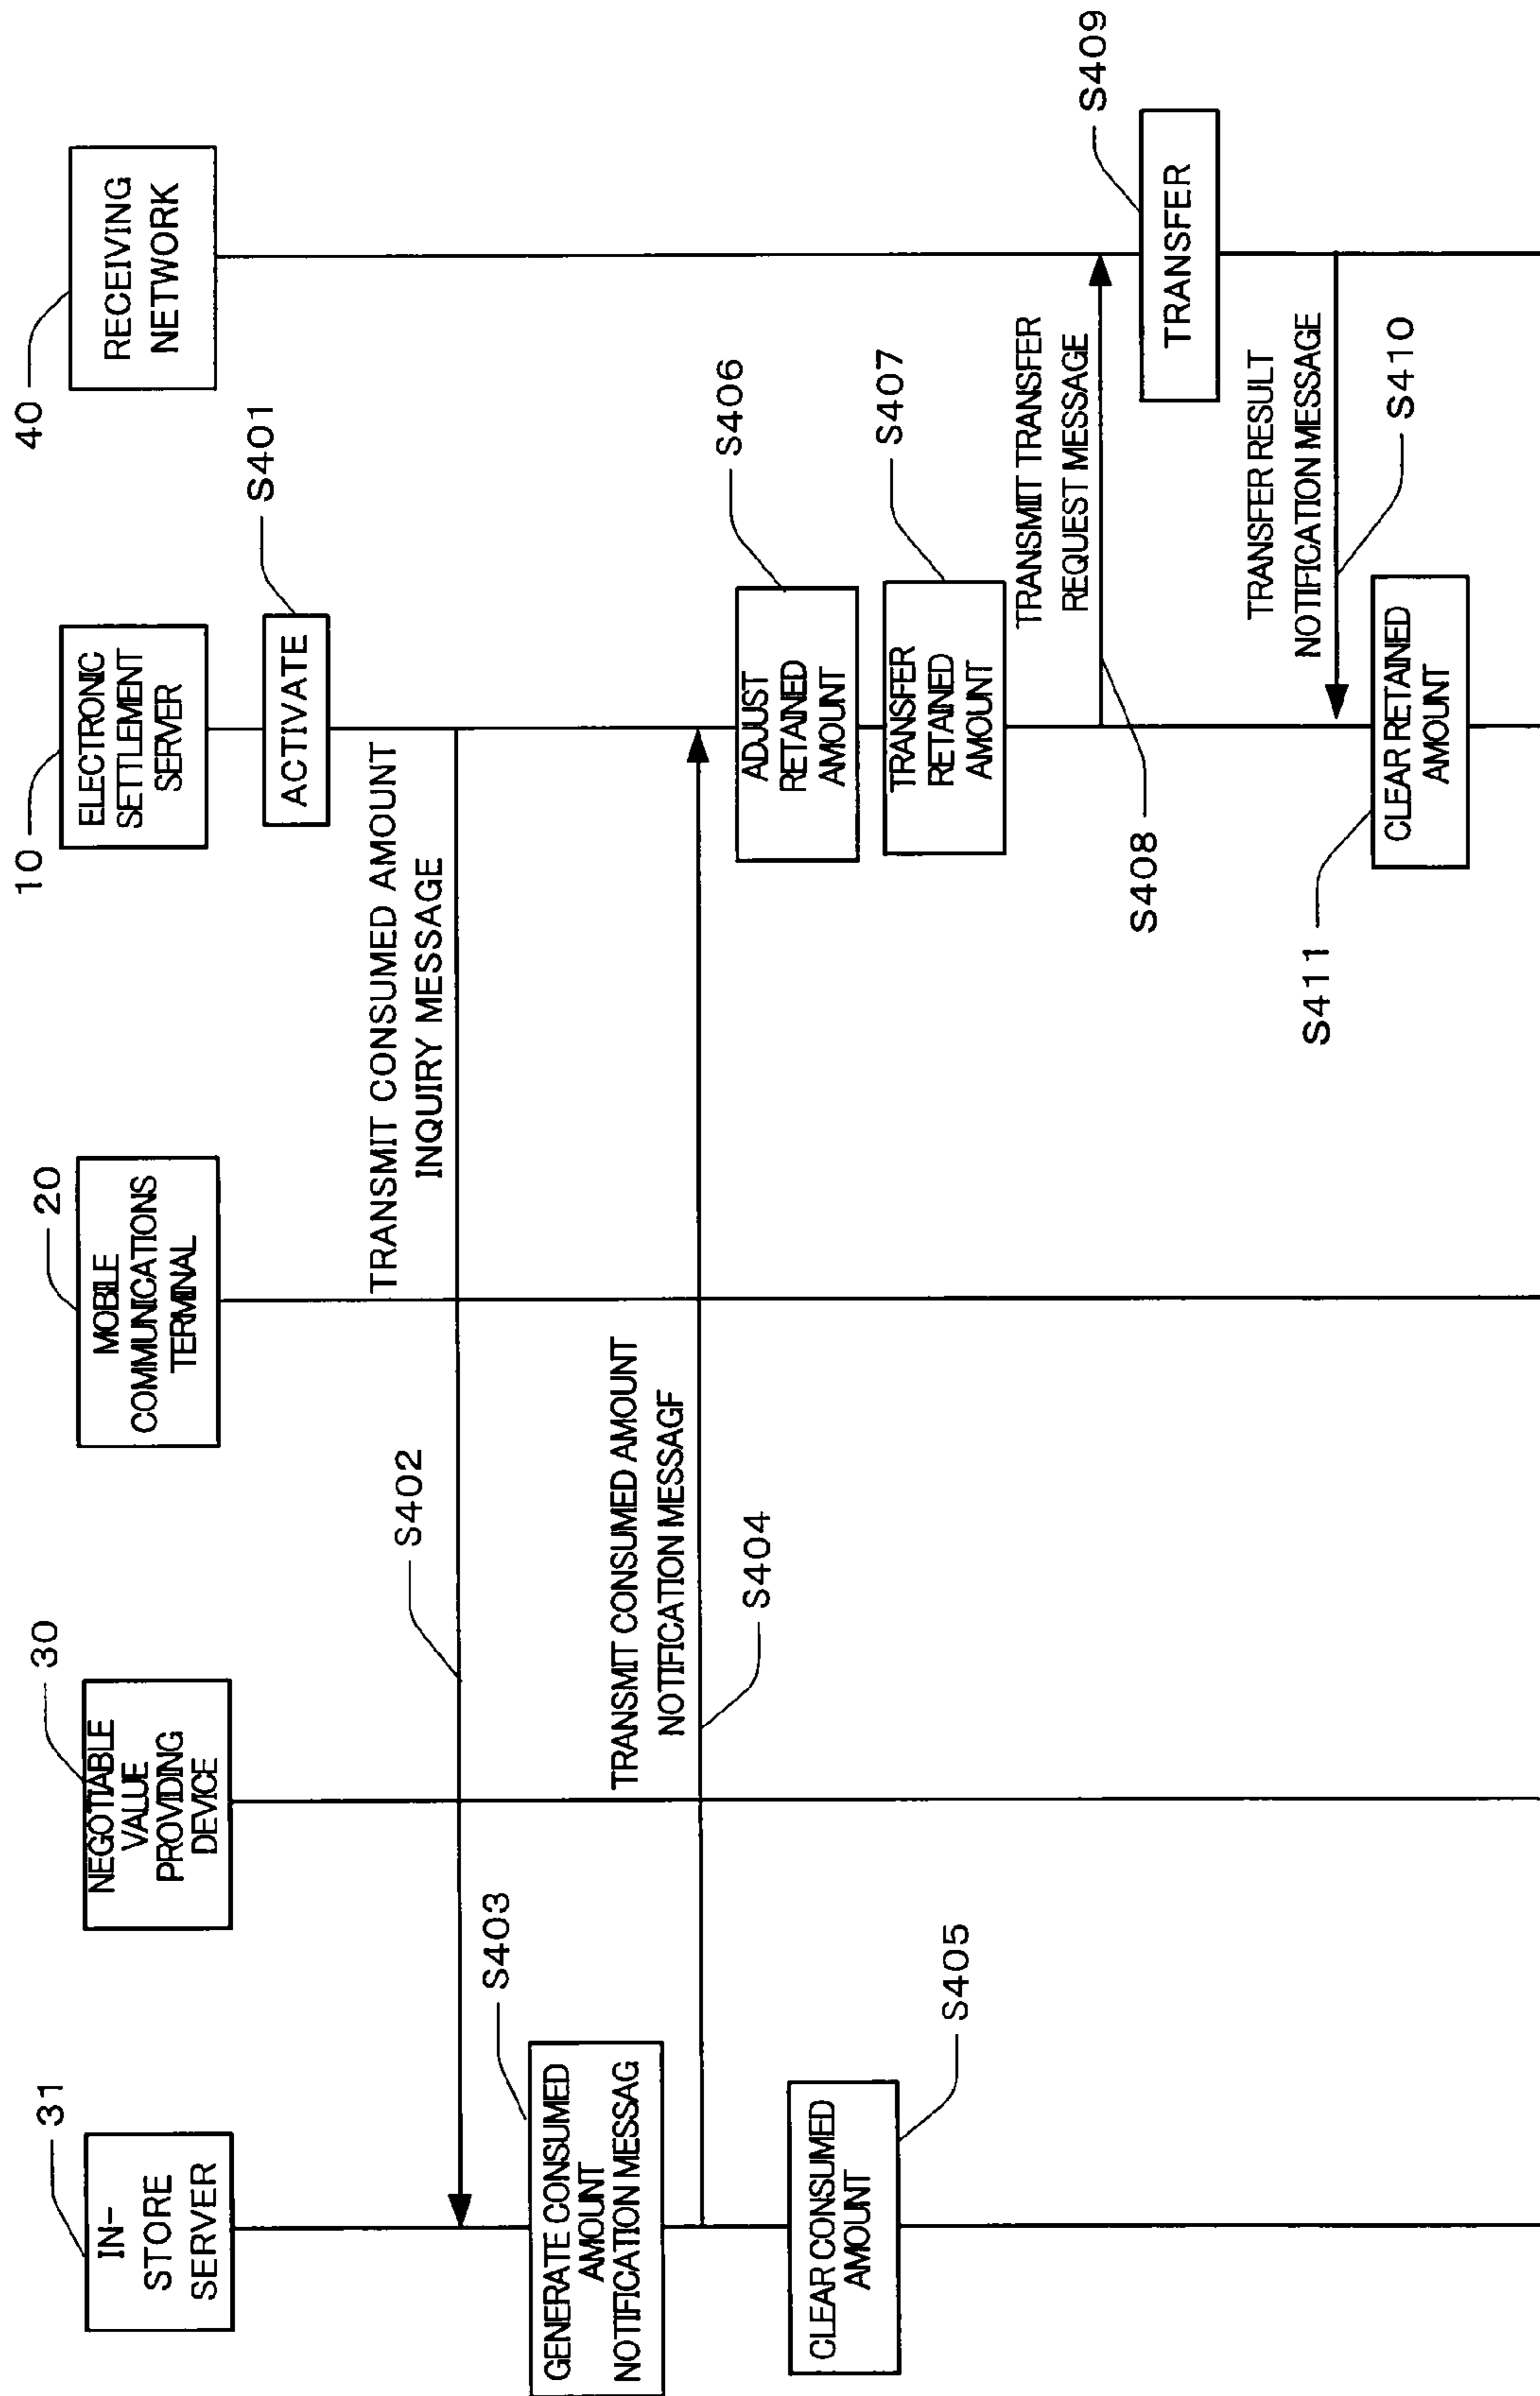 31
IN-
STORE
SERVER
30
NEGOTIABLE
VALUE
PROVIDING
DEVICE
20
MOBILE
COMMUNICATIONS
TERMINAL
10
ELECTRONIC
SETTLEMENT
SERVER
40
RECEIVING
NETWORK
ACTIVATE
S401
TRANSMIT CONSUMED AMOUNT
INQUIRY MESSAGE
S402
S403
GENERATE CONSUMED
AMOUNT
NOTIFICATION MESSAG
TRANSMIT CONSUMED AMOUNT
NOTIFICATION MESSAGF
S404
CLEAR CONSUMED
AMOUNT
S405
ADJUST
RETAINED
AMOUNT
S406
TRANSFER
RETAINED
AMOUNT
S407
TRANSMIT TRANSFER
REQUEST MESSAGE
S408
TRANSFER
S409
TRANSFER RESULT
NOTIFICATION MESSAGE
S410
S411
CLEAR RETAINED
AMOUNT